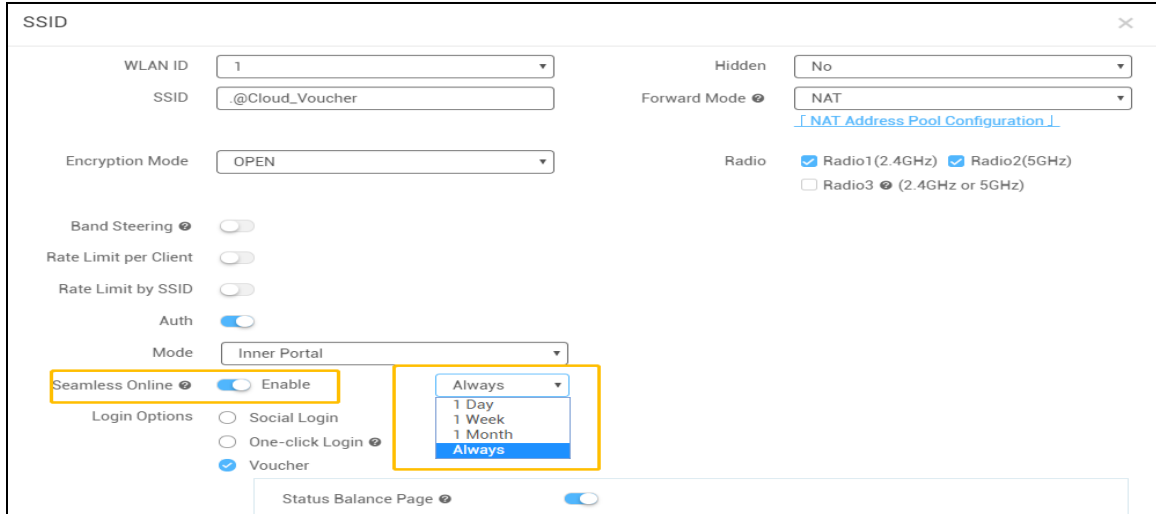 SSID ×
WLAN ID 1 Hidden No
SSID .@Cloud_Voucher Forward Mode NAT
「 NAT Address Pool Configuration 」
Encryption Mode OPEN Radio Radio1(2.4GHz) Radio2(5GHz)
Radio3 (2.4GHz or 5GHz)
Band Steering
Rate Limit per Client
Rate Limit by SSID
Auth
Mode Inner Portal
Seamless Online Enable Always
1 Day
Login Options Social Login 1 Week
1 Month
One-click Login Always
Voucher
Status Balance Page